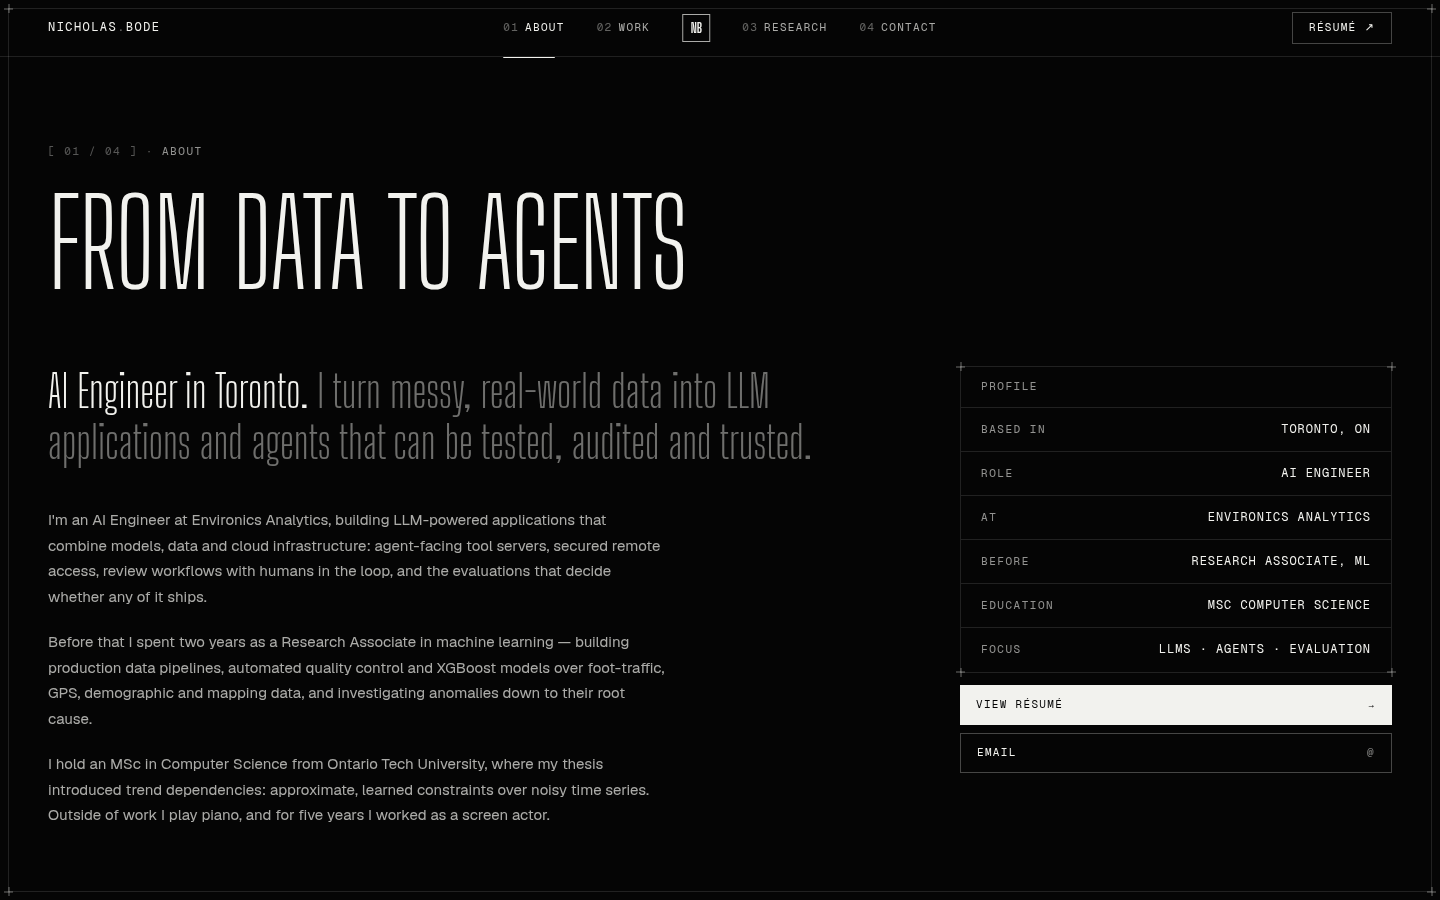 NICHOLAS.BODE
01 ABOUT
02 WORK
NB
03 RESEARCH
04 CONTACT
RÉSUMÉ ↗
[ 01 / 04 ] · ABOUT
FROM DATA TO AGENTS
AI Engineer in Toronto. I turn messy, real-world data into LLM
applications and agents that can be tested, audited and trusted.
I'm an AI Engineer at Environics Analytics, building LLM-powered applications that
combine models, data and cloud infrastructure: agent-facing tool servers, secured remote
access, review workflows with humans in the loop, and the evaluations that decide
whether any of it ships.
Before that I spent two years as a Research Associate in machine learning — building
production data pipelines, automated quality control and XGBoost models over foot-traffic,
GPS, demographic and mapping data, and investigating anomalies down to their root
cause.
I hold an MSc in Computer Science from Ontario Tech University, where my thesis
introduced trend dependencies: approximate, learned constraints over noisy time series.
Outside of work I play piano, and for five years I worked as a screen actor.
PROFILE
BASED IN TORONTO, ON
ROLE AI ENGINEER
AT ENVIRONICS ANALYTICS
BEFORE RESEARCH ASSOCIATE, ML
EDUCATION MSC COMPUTER SCIENCE
FOCUS LLMS · AGENTS · EVALUATION
VIEW RÉSUMÉ →
EMAIL @